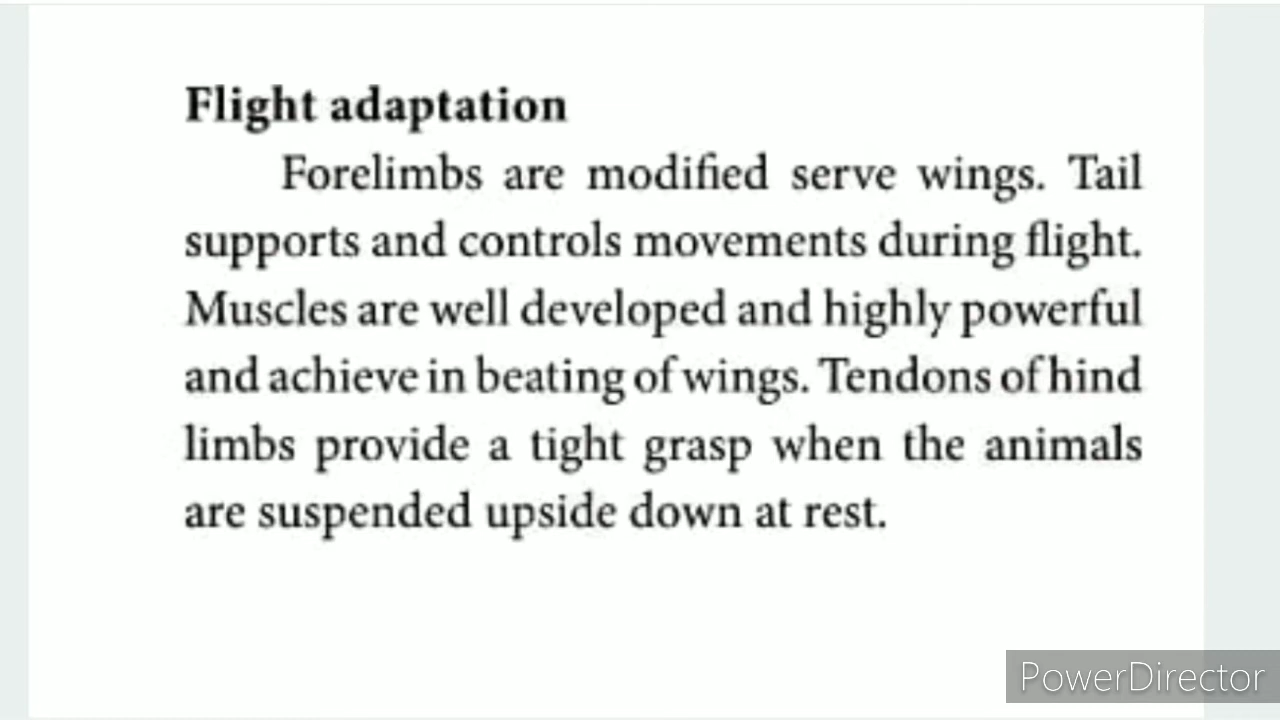 Flight adaptation
Forelimbs are modified serve wings. Tail
supports and controls movements during flight.
Muscles are well developed and highly powerful
and achieve in beating of wings. Tendons of hind
limbs provide a tight grasp when the animals
are suspended upside down at rest.
PowerDirector